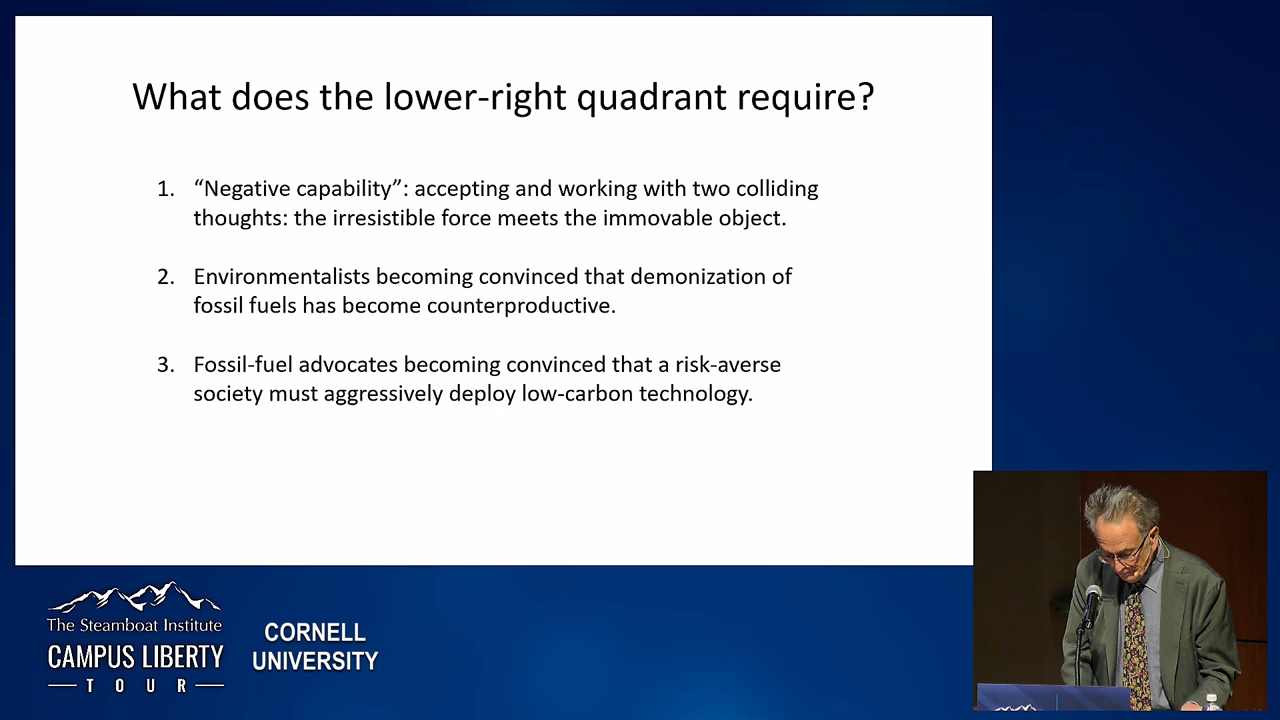 What does the lower-right quadrant require?
1. “Negative capability”: accepting and working with two colliding
thoughts: the irresistible force meets the immovable object.
2. Environmentalists becoming convinced that demonization of
fossil fuels has become counterproductive.
3. Fossil-fuel advocates becoming convinced that a risk-averse
society must aggressively deploy low-carbon technology.
The Steamboat Institute
CAMPUS LIBERTY
TOUR
CORNELL
UNIVERSITY